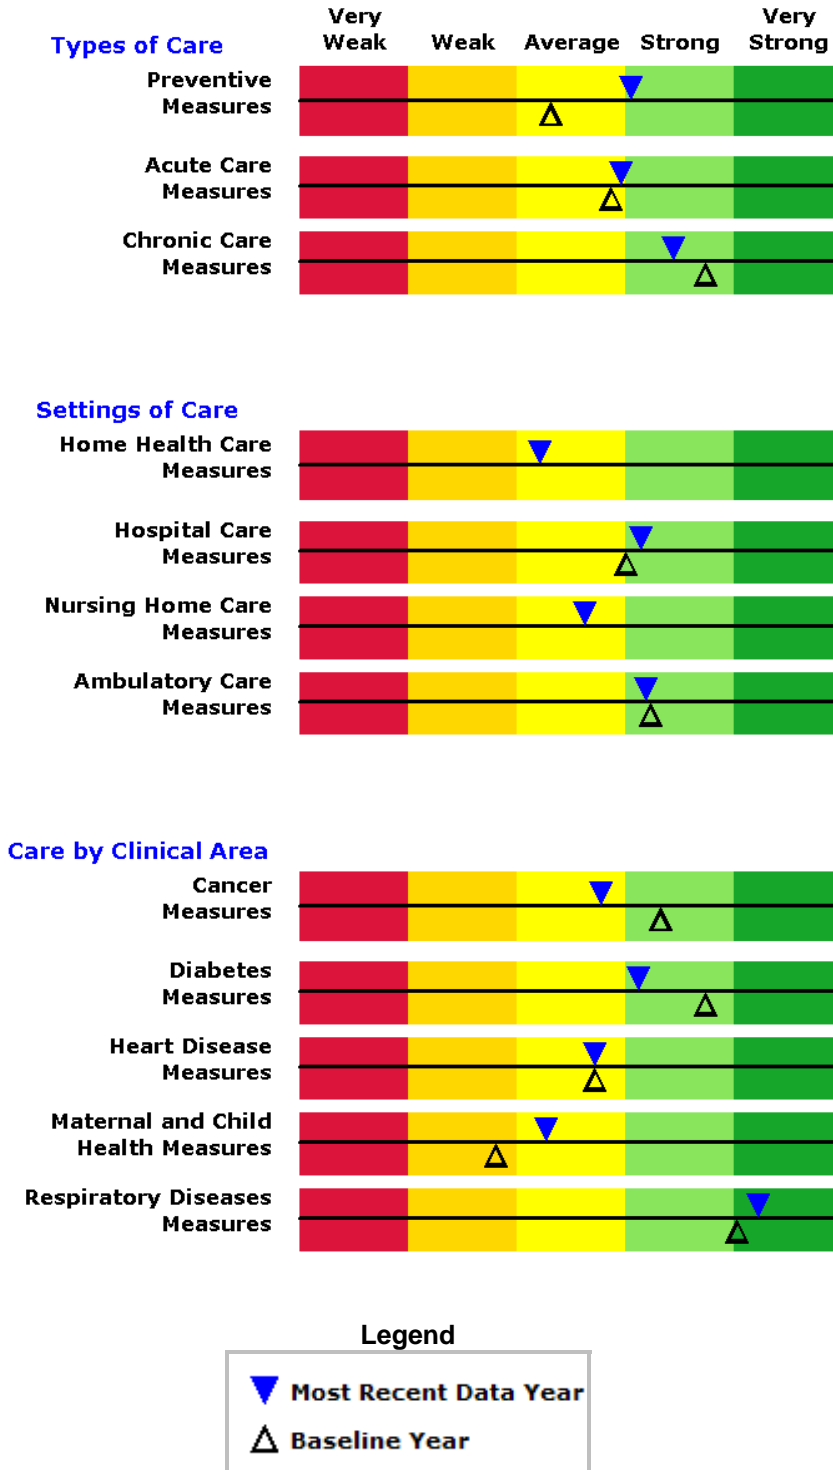 Types of Care
Very Weak
Weak
Average
Strong
Very Strong
Preventive
Measures
Acute Care
Measures
Chronic Care
Measures
Settings of Care
Home Health Care
Measures
Hospital Care
Measures
Nursing Home Care
Measures
Ambulatory Care
Measures
Care by Clinical Area
Cancer
Measures
Diabetes
Measures
Heart Disease
Measures
Maternal and Child
Health Measures
Respiratory Diseases
Measures
Legend
Most Recent Data Year
Baseline Year